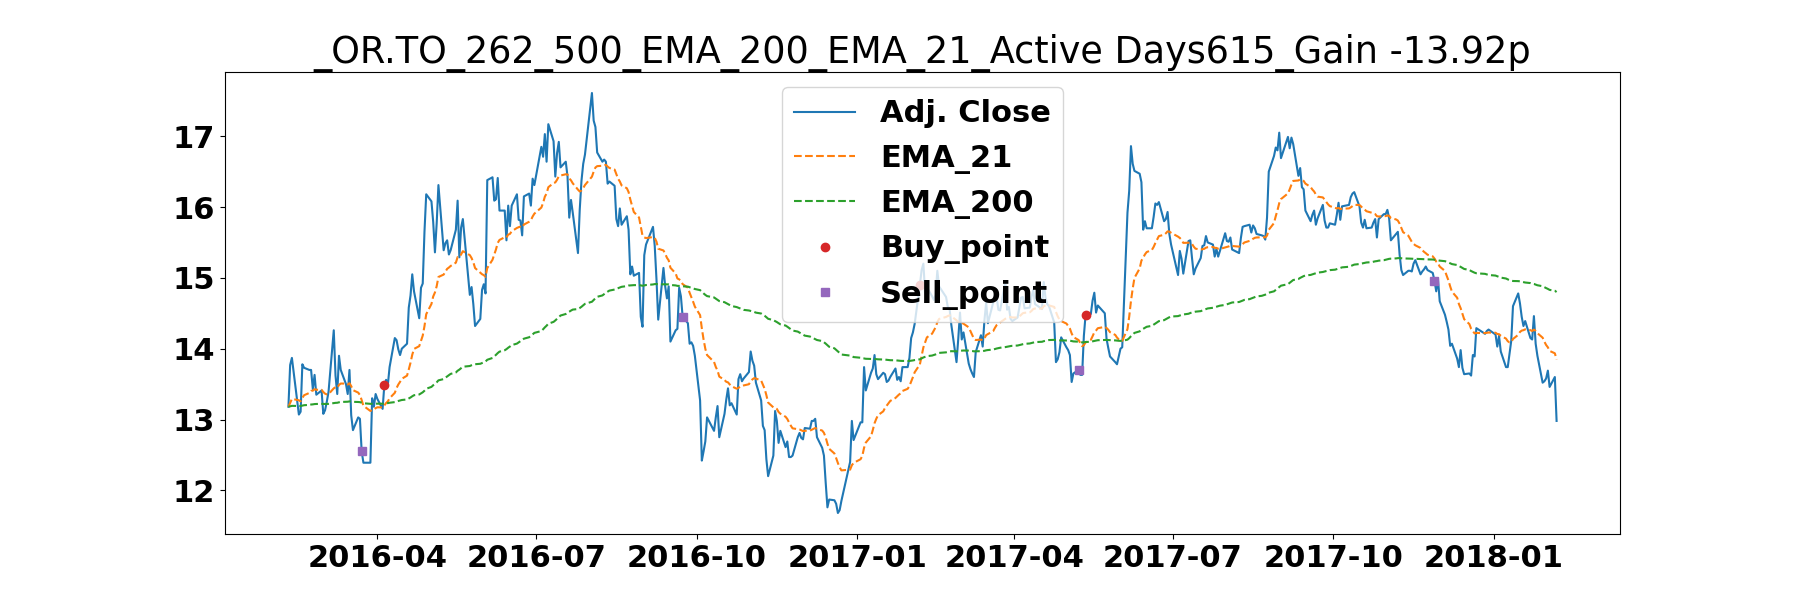 _OR.TO_262_500_EMA_200_EMA_21_Active Days615_Gain -13.92p
Adj. Close
EMA_21
EMA_200
Buy_point
Sell_point
17
16
15
14
13
12
2016-04 2016-07 2016-10 2017-01 2017-04 2017-07 2017-10 2018-01